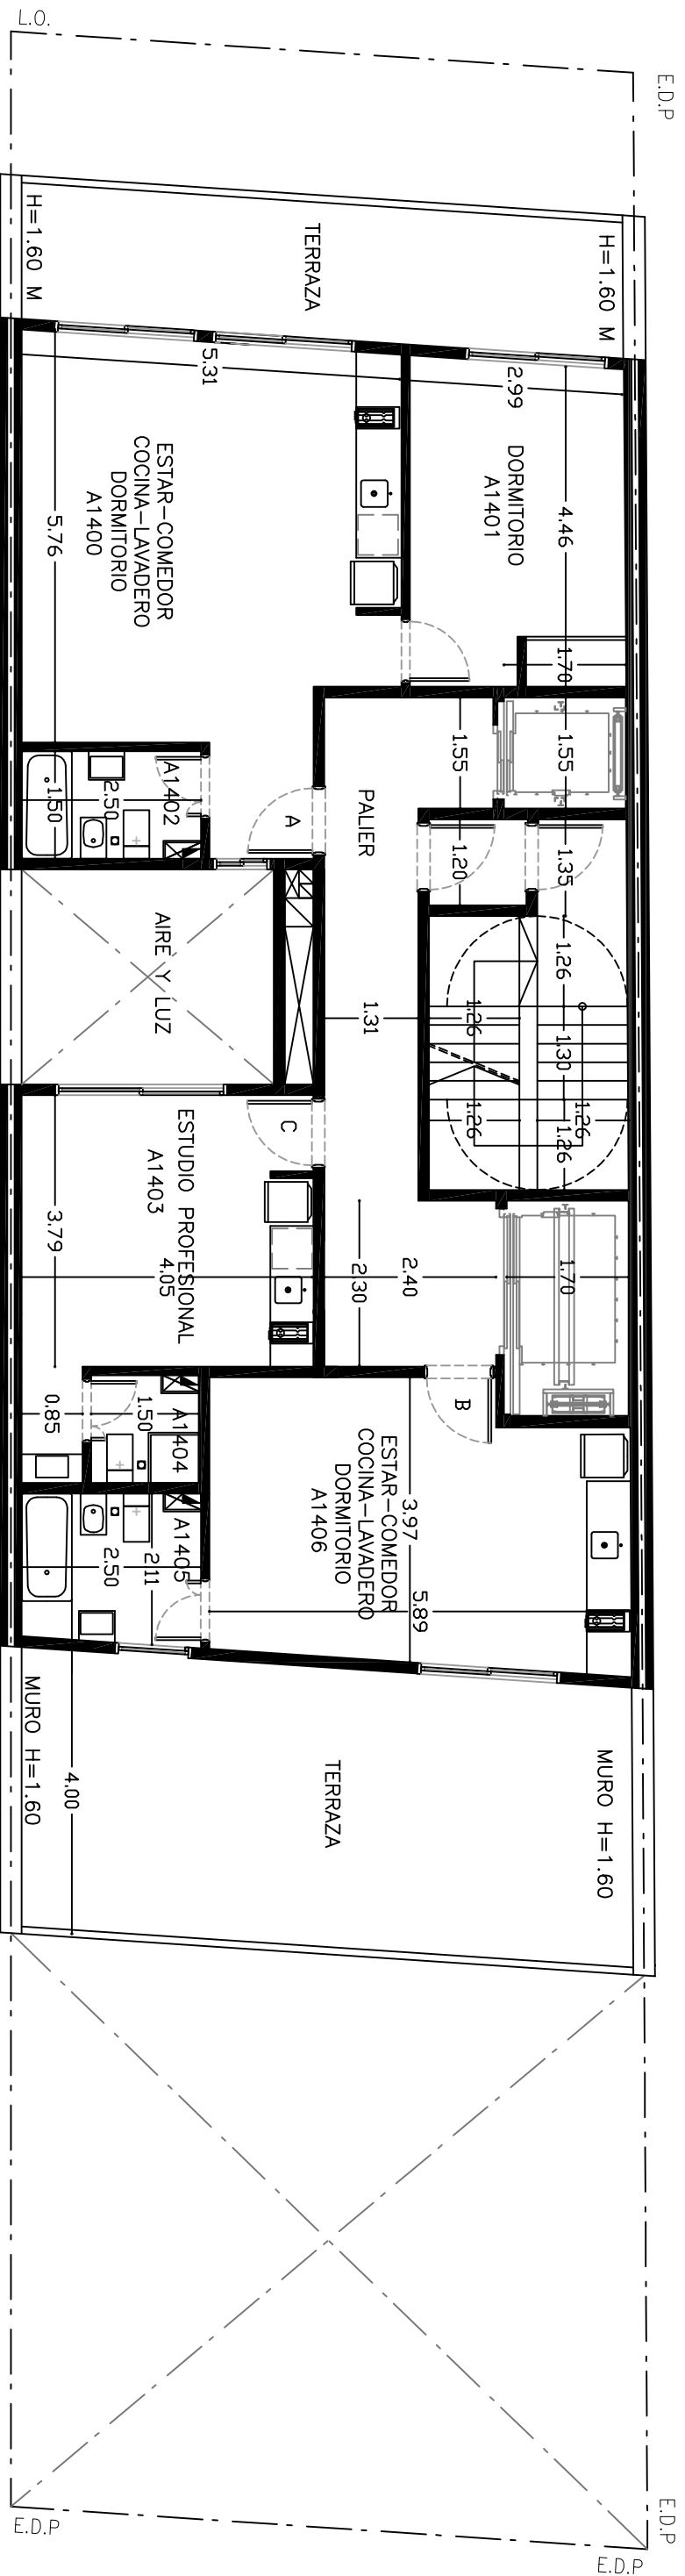 L.O.
E.D.P
H=1.60 M
TERRAZA
H=1.60 M
5.31
2.99
ESTAR-COMEDOR
COCINA-LAVADERO
DORMITORIO
A1400
DORMITORIO
A1401
4.46
5.76
1.70
1.55
1.55
A1402
2.50
1.50
A
PALIER
1.20
1.35
AIRE Y LUZ
1.31
1.26
1.26
1.30
1.26
1.26
1.26
C
ESTUDIO PROFESIONAL
A1403
4.05
3.79
2.30
2.40
1.70
B
0.85
1.50
A1404
ESTAR-COMEDOR
COCINA-LAVADERO
DORMITORIO
A1406
3.97
5.89
A1405
2.50
2.11
MURO H=1.60
4.00
TERRAZA
MURO H=1.60
E.D.P
E.D.P
E.D.P